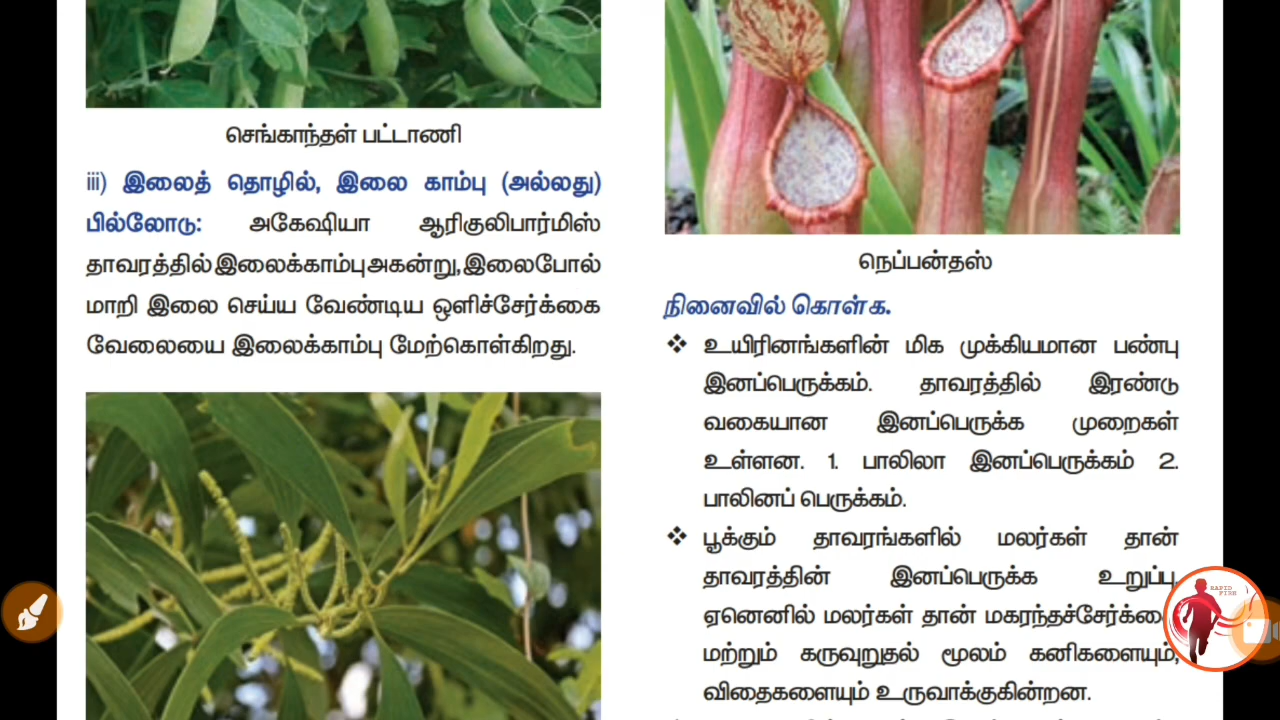 செங்காந்தள் பட்டாணி
iii) இலைத் தொழில், இலை காம்பு (அல்லது)
பில்லோடு: அகேஷியா ஆரிகுலிபார்மிஸ்
தாவரத்தில் இலைக்காம்பு அகன்று, இலைபோல்
மாறி இலை செய்ய வேண்டிய ஒளிச்சேர்க்கை
வேலையை இலைக்காம்பு மேற்கொள்கிறது.
நெப்பன்தஸ்
நினைவில் கொள்க.
❖ உயிரினங்களின் மிக முக்கியமான பண்பு
இனப்பெருக்கம். தாவரத்தில் இரண்டு
வகையான இனப்பெருக்க முறைகள்
உள்ளன. 1. பாலிலா இனப்பெருக்கம் 2.
பாலினப் பெருக்கம்.
❖ பூக்கும் தாவரங்களில் மலர்கள் தான்
தாவரத்தின் இனப்பெருக்க உறுப்பு.
ஏனெனில் மலர்கள் தான்
மற்றும் கருவுறுதல் மூலம் கனிகளையும்,
விதைகளையும் உருவாக்குகின்றன.
RAPID
FIRE